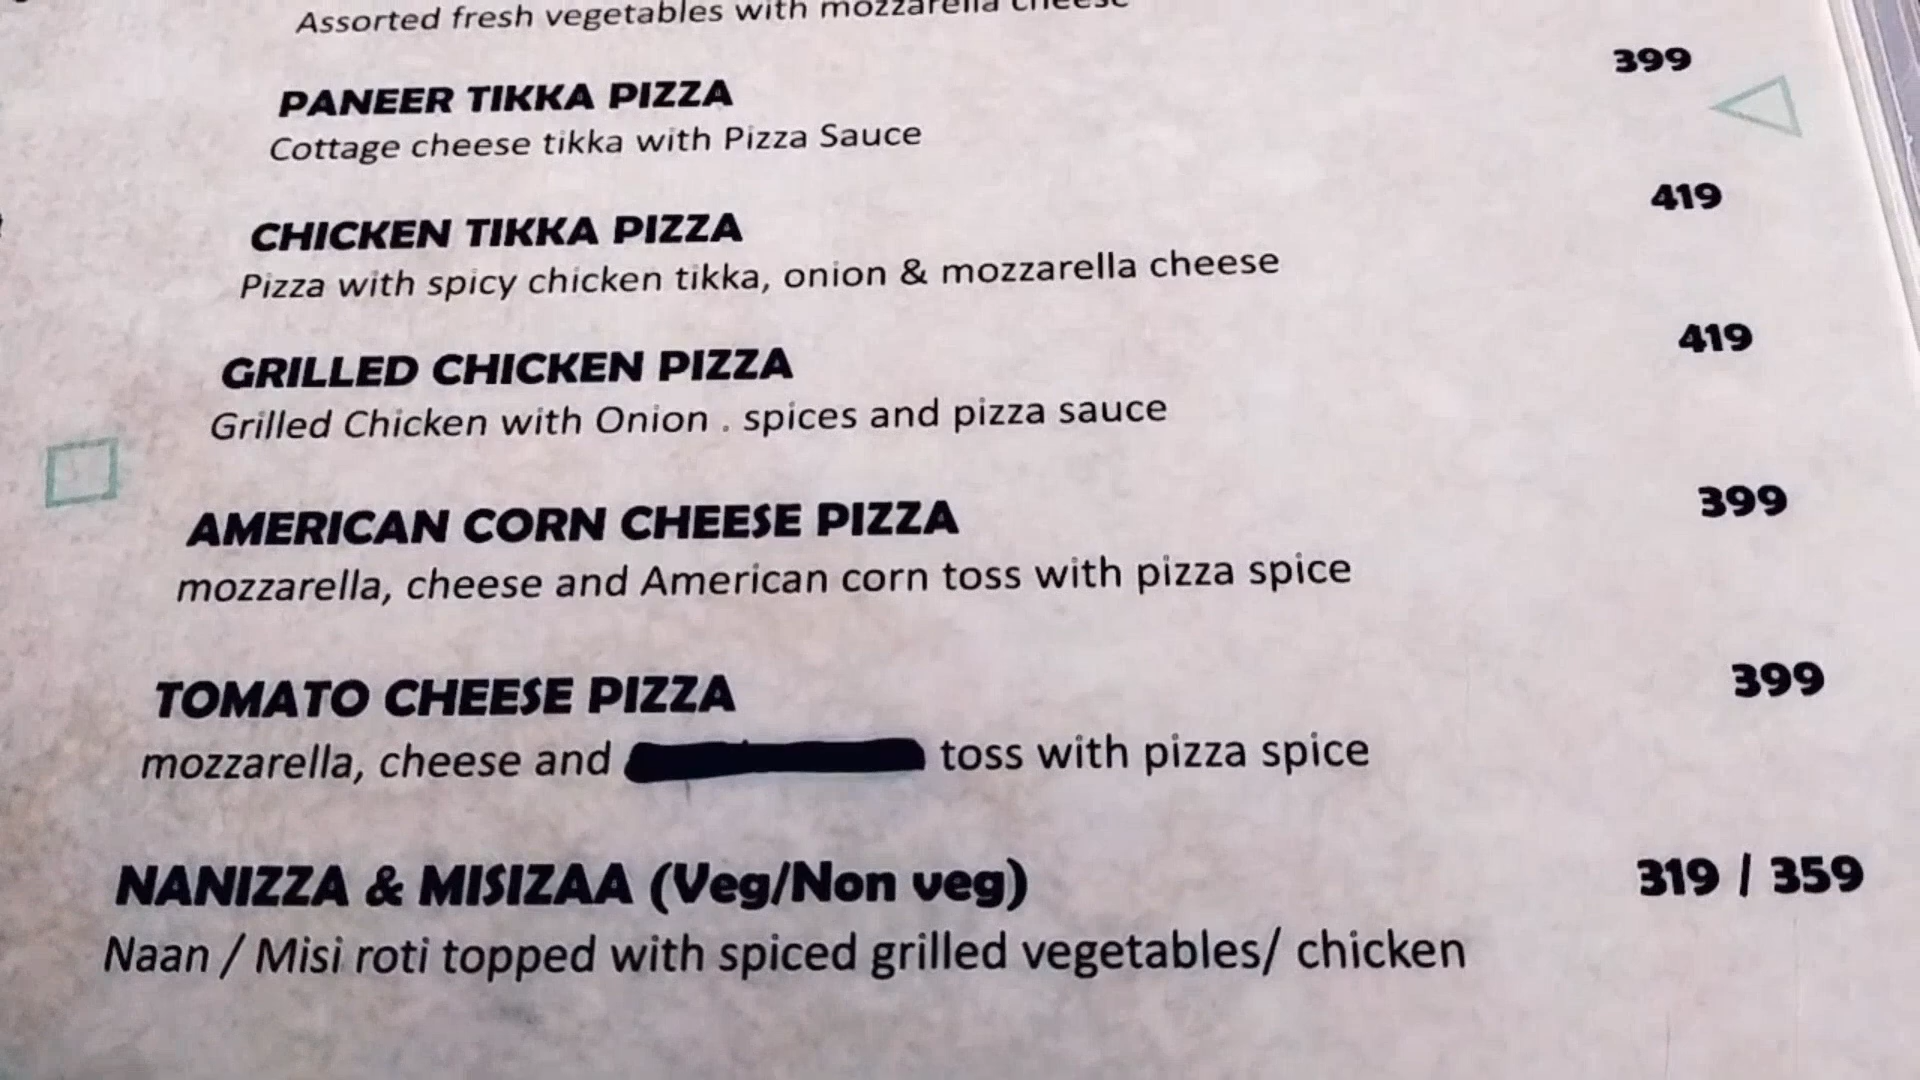 Assorted fresh vegetables with mozzarella cheese
PANEER TIKKA PIZZA 399
Cottage cheese tikka with Pizza Sauce
CHICKEN TIKKA PIZZA 419
Pizza with spicy chicken tikka, onion & mozzarella cheese
GRILLED CHICKEN PIZZA 419
Grilled Chicken with Onion . spices and pizza sauce
AMERICAN CORN CHEESE PIZZA 399
mozzarella, cheese and American corn toss with pizza spice
TOMATO CHEESE PIZZA 399
mozzarella, cheese and toss with pizza spice
NANIZZA & MISIZAA (Veg/Non veg) 319 / 359
Naan / Misi roti topped with spiced grilled vegetables/ chicken